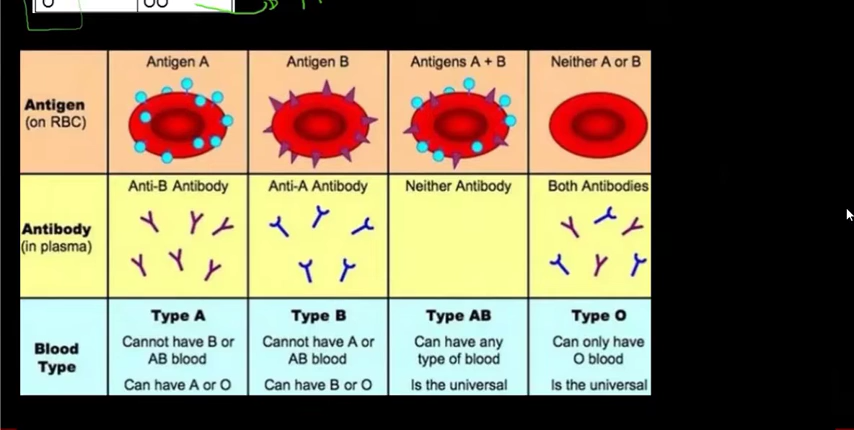 O OO
Antigen A Antigen B Antigens A + B Neither A or B
Antigen
(on RBC)
Anti-B Antibody Anti-A Antibody Neither Antibody Both Antibodies
Antibody
(in plasma)
Type A Type B Type AB Type O
Blood
Type
Cannot have B or
AB blood
Can have A or O
Cannot have A or
AB blood
Can have B or O
Can have any
type of blood
Is the universal
Can only have
O blood
Is the universal